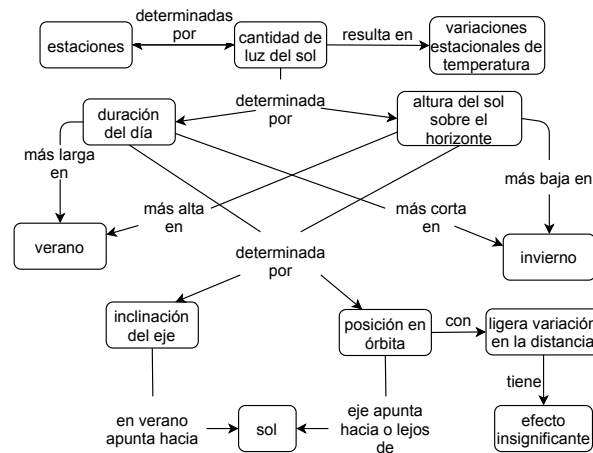 determinadas
por
estaciones
cantidad de
luz del sol
resulta en
variaciones
estacionales de
temperatura
determinada
por
duración
del día
altura del sol
sobre el
horizonte
más larga
en
más alta
en
más corta
en
más baja en
verano
invierno
determinada
por
inclinación
del eje
posición en
órbita
con
ligera variación
en la distancia
tiene
en verano
apunta hacia
sol
eje apunta
hacia o lejos
de
efecto
insignificante